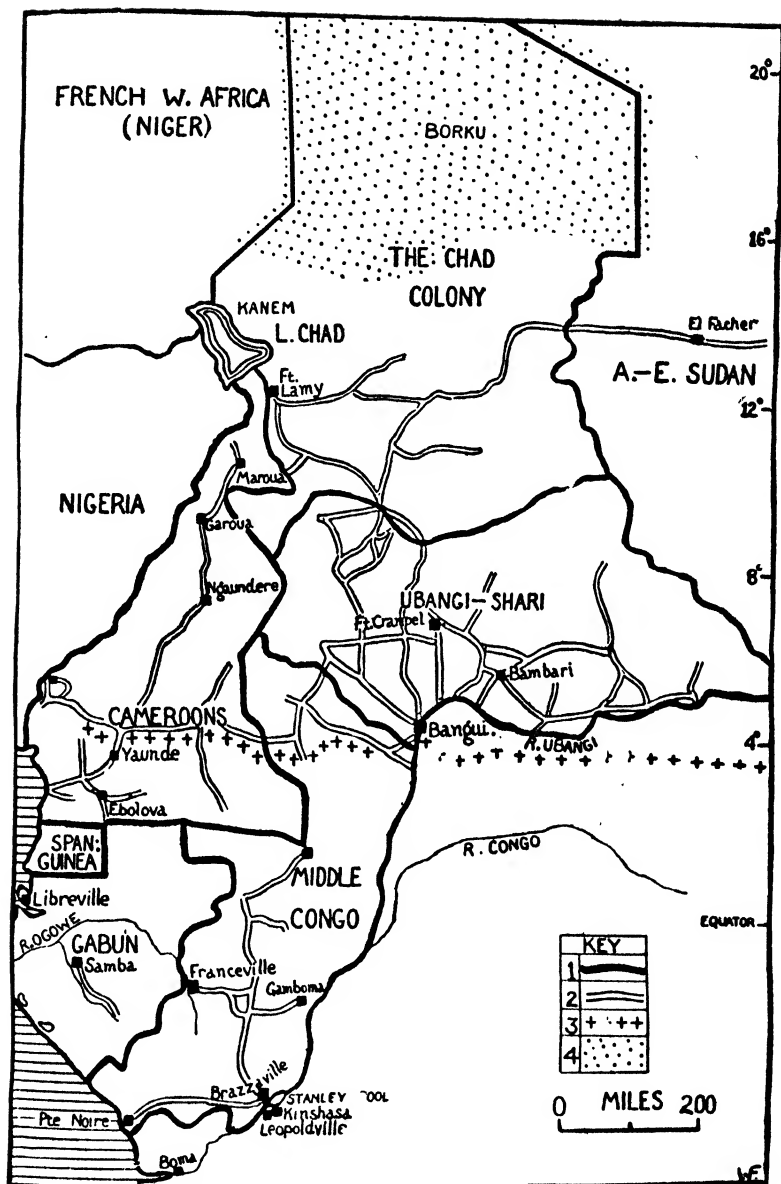 FRENCH W. AFRICA
(NIGER)
BORKU
20°
16°
THE: CHAD
COLONY
KANEM
L. CHAD
El Facher
Ft.
Lamy
A.-E. SUDAN
12°
Maroua
NIGERIA
Garoua
8°
Ngaundere
UBANGI-SHARI
Ft. Crampel
Bambari
CAMEROONS
Bangui.
R. UBANGI
4°
Yaunde
Ebolova
SPAN:
GUINEA
R. CONGO
MIDDLE
CONGO
Libreville
EQUATOR
R. OGOWE
GABUN
Samba
Franceville
Gamboma
KEY
1
2
3
4
Brazzaville
STANLEY OOL
Kinshasa
Leopoldville
Pte Noire
0 MILES 200
Boma
W.F.